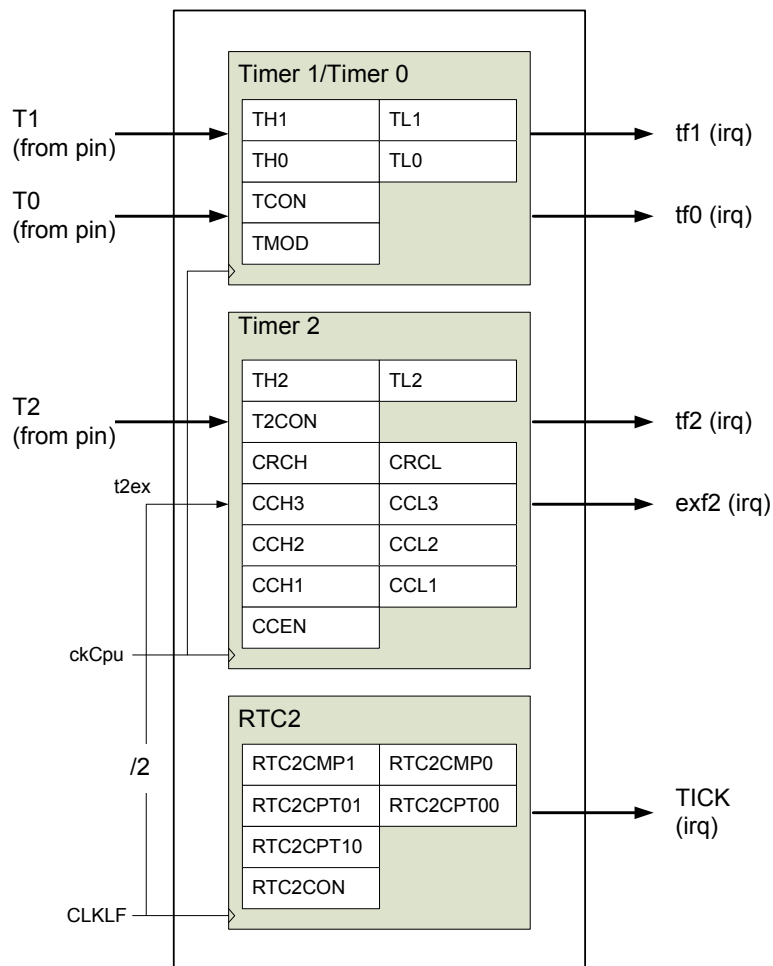 Timer 1/Timer 0
T1
(from pin)
TH1 TL1
tf1 (irq)
TH0 TL0
T0
(from pin)
TCON
tf0 (irq)
TMOD
Timer 2
TH2 TL2
T2
(from pin)
T2CON
tf2 (irq)
CRCH CRCL
t2ex
CCH3 CCL3
exf2 (irq)
CCH2 CCL2
CCH1 CCL1
CCEN
ckCpu
RTC2
/2
RTC2CMP1 RTC2CMP0
RTC2CPT01 RTC2CPT00
TICK
(irq)
RTC2CPT10
RTC2CON
CLKLF